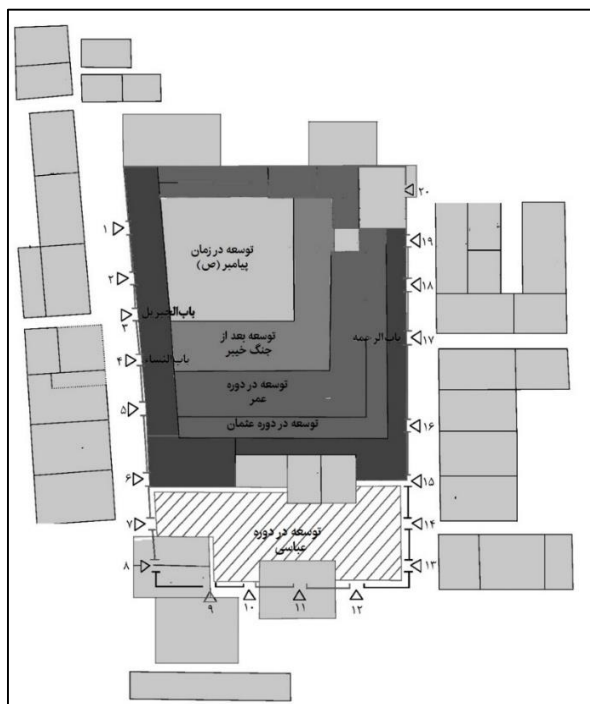 ۲۰
۱
۱۹
توسعه در زمان
پیامبر (ص)
۲
۱۸
باب‌الجبریل
۳
توسعه بعد از
جنگ خیبر
باب‌الرحمه
۱۷
۴
باب‌النساء
توسعه در دوره
عمر
۵
توسعه در دوره عثمان
۱۶
۶
۱۵
توسعه در دوره
عباسی
۷
۱۴
۸
۱۳
۹
۱۰
۱۱
۱۲